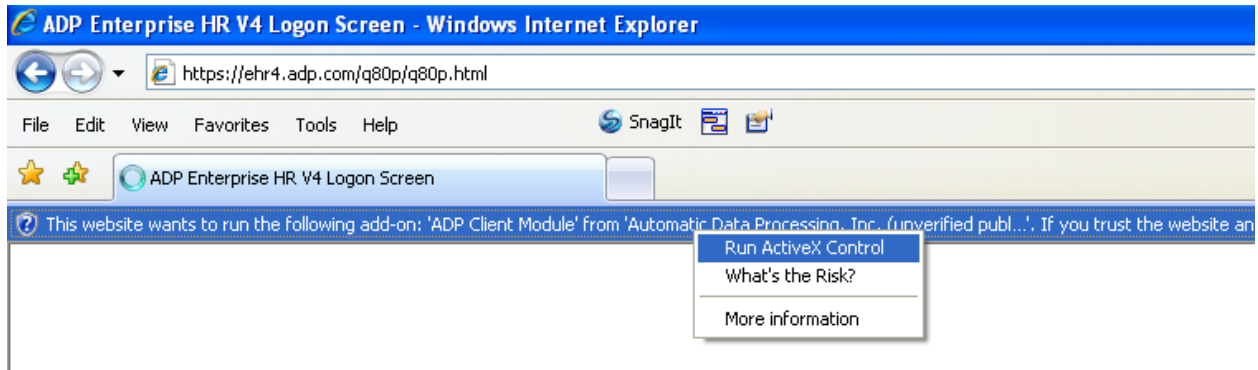 ADP Enterprise HR V4 Logon Screen - Windows Internet Explorer
https://ehr4.adp.com/q80p/q80p.html
File Edit View Favorites Tools Help SnagIt
ADP Enterprise HR V4 Logon Screen
This website wants to run the following add-on: 'ADP Client Module' from 'Automatic Data Processing, Inc. (unverified publ...'. If you trust the website an
Run ActiveX Control
What's the Risk?
More information